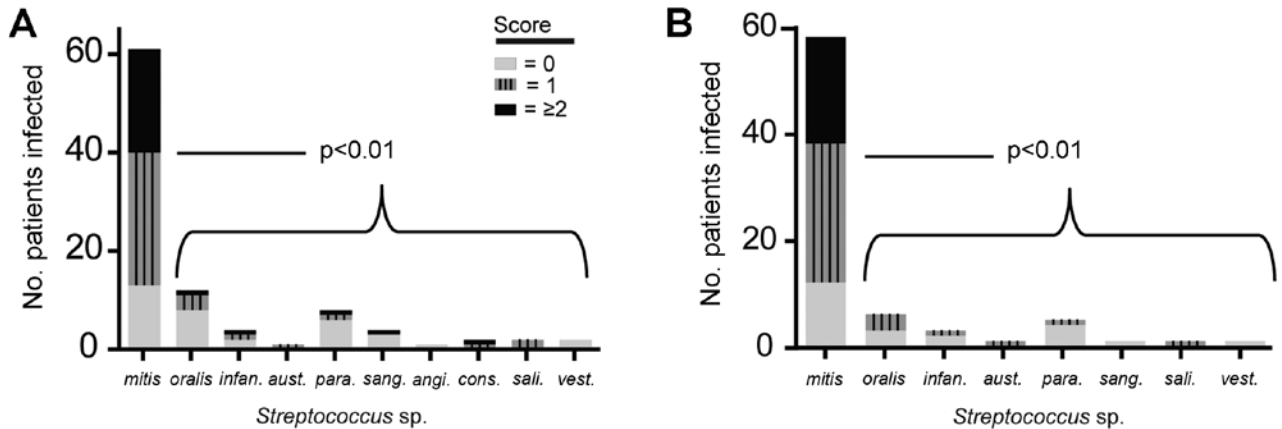 A
No. patients infected
60
40
20
0
Score
= 0
= 1
= ≥2
p<0.01
mitis oralis infan. aust. para. sang. angi. cons. sali. vest.
Streptococcus sp.
B
No. patients infected
60
40
20
0
p<0.01
mitis oralis infan. aust. para. sang. sali. vest.
Streptococcus sp.